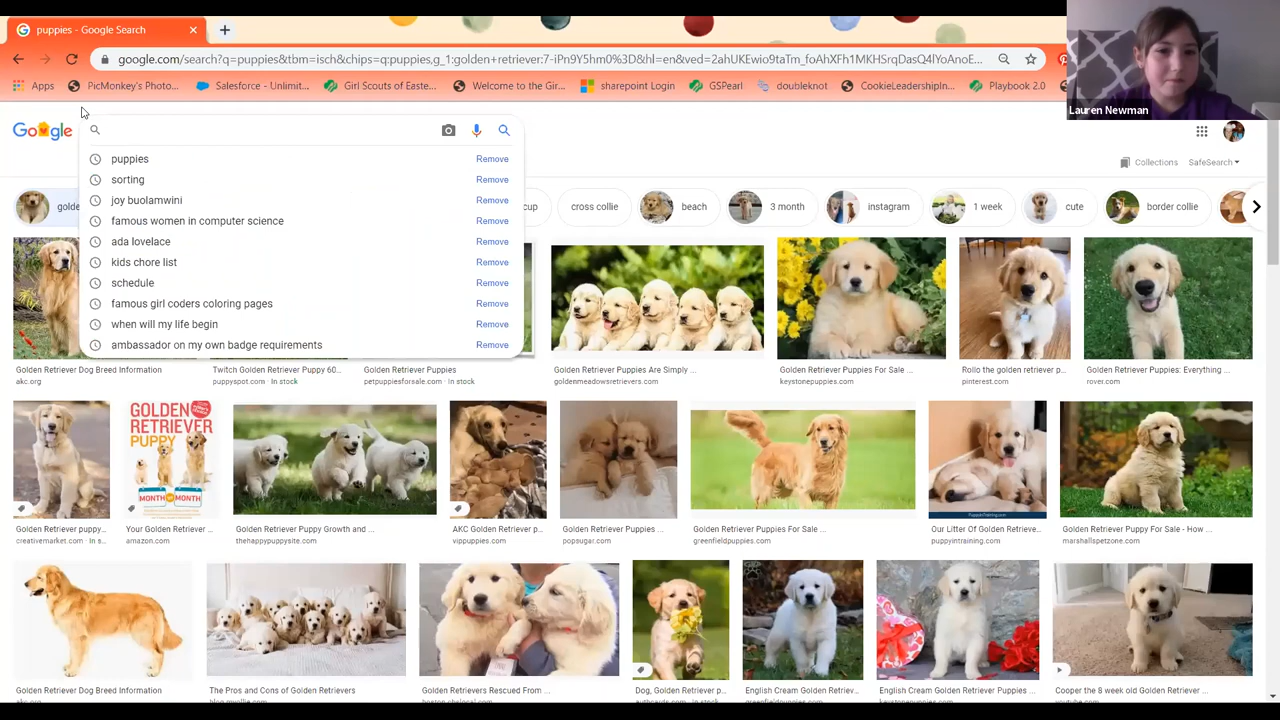 puppies - Google Search
google.com/search?q=puppies&tbm=isch&chips=q:puppies,g_1:golden+retriever:7-iPn9Y5hm0%3D&hl=en&ved=2ahUKEwio9taTm_foAhXFh1MKHSrqDasQ4lYoAnoE...
Apps PicMonkey's Photo... Salesforce - Unlimit... Girl Scouts of Easte... Welcome to the Gir... sharepoint Login GSPearl doubleknot CookieLeadershipIn... Playbook 2.0
Lauren Newman
Google
puppies Remove
sorting Remove
joy buolamwini Remove
famous women in computer science Remove
ada lovelace Remove
kids chore list Remove
schedule Remove
famous girl coders coloring pages Remove
when will my life begin Remove
ambassador on my own badge requirements Remove
Collections SafeSearch
golde cup cross collie beach 3 month instagram 1 week cute border collie
Golden Retriever Dog Breed Information
akc.org
Twitch Golden Retriever Puppy 60...
puppyspot.com · In stock
Golden Retriever Puppies
petpuppiesforsale.com · In stock
Golden Retriever Puppies Are Simply ...
goldenmeadowsretrievers.com
Golden Retriever Puppies For Sale ...
keystonepuppies.com
Rollo the golden retriever p...
pinterest.com
Golden Retriever Puppies: Everything ...
rover.com
GOLDEN
RETRIEVER
PUPPY
MONTH BY MONTH
Golden Retriever puppy...
creativemarket.com · In s...
Your Golden Retriever ...
amazon.com
Golden Retriever Puppy Growth and ...
thehappypuppysite.com
AKC Golden Retriever p...
vippuppies.com
Golden Retriever Puppies ...
popsugar.com
Golden Retriever Puppies For Sale ...
greenfieldpuppies.com
Our Litter Of Golden Retrieve...
puppyintraining.com
Golden Retriever Puppy For Sale - How ...
marshallspetzone.com
Golden Retriever Dog Breed Information
The Pros and Cons of Golden Retrievers
Golden Retrievers Rescued From ...
Dog, Golden Retriever p...
English Cream Golden Retriev...
English Cream Golden Retriever Puppies ...
Cooper the 8 week old Golden Retriever ...